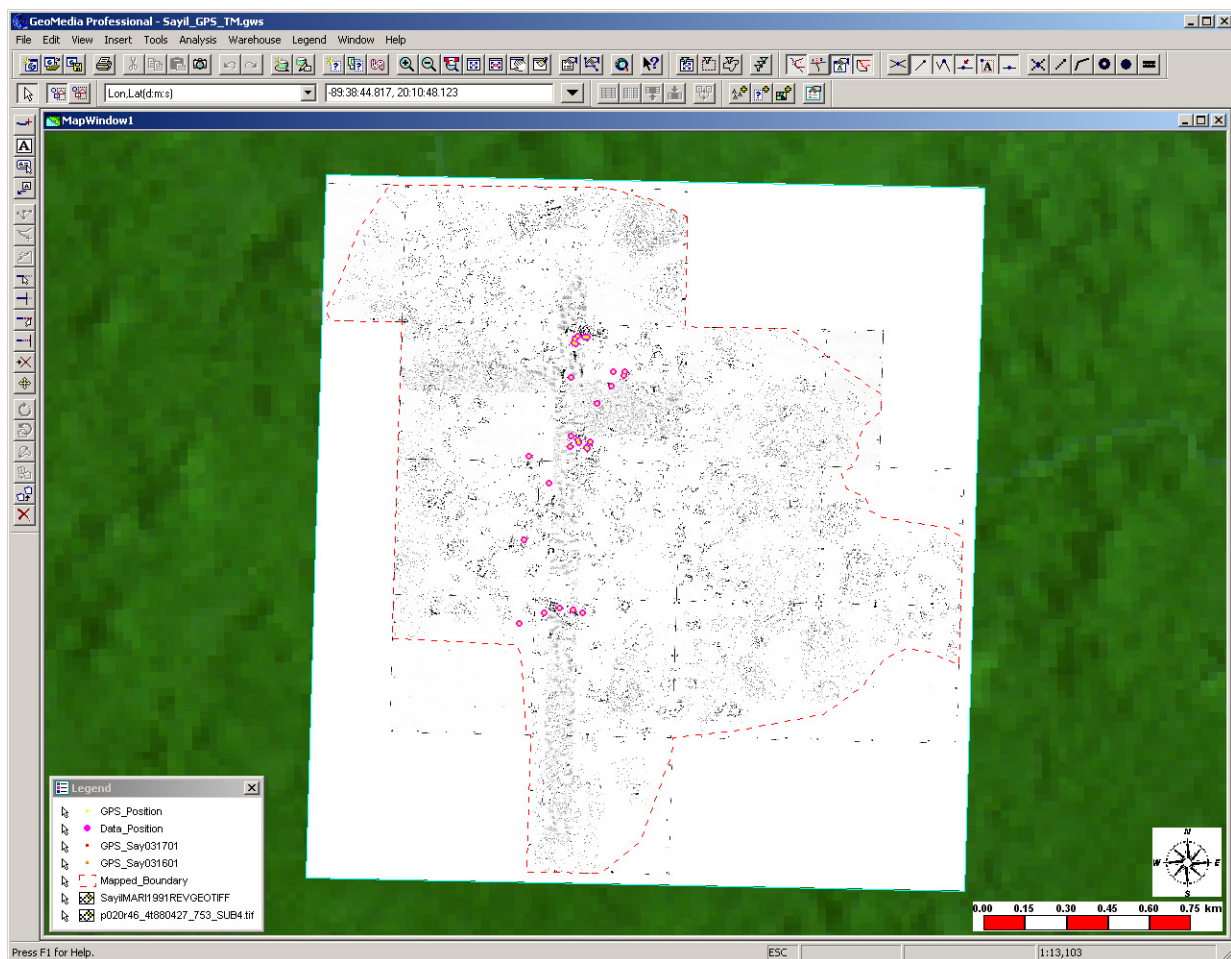 GeoMedia Professional - Sayil_GPS_TM.gws
File Edit View Insert Tools Analysis Warehouse Legend Window Help
Lon,Lat(d:m:s) -89:38:44.817, 20:10:48.123
MapWindow1
Legend
GPS_Position
Data_Position
GPS_Say031701
GPS_Say031601
Mapped_Boundary
SayilMARI1991REVGEOTIFF
p020r46_4t880427_753_SUB4.tif
N
W E
S
0.00 0.15 0.30 0.45 0.60 0.75 km
Press F1 for Help. ESC 1:13,103